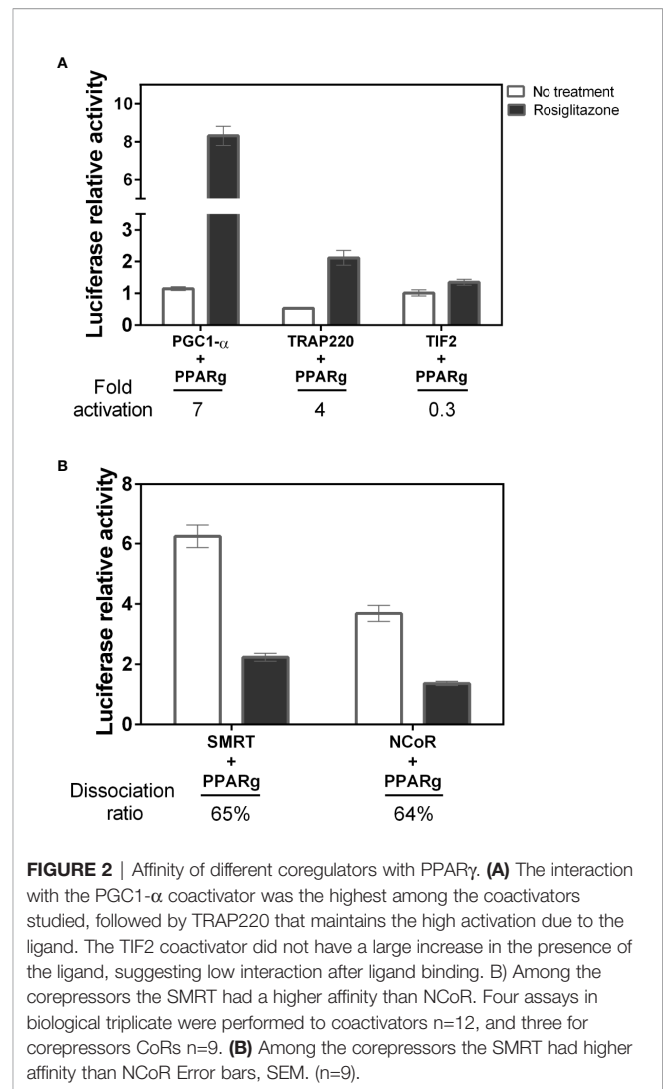 A
No treatment
Rosiglitazone
Luciferase relative activity
10
8
6
3
2
1
0
PGC1-α TRAP220 TIF2
+ + +
PPARg PPARg PPARg
Fold
activation 7 4 0.3
B
Luciferase relative activity
8
6
4
2
0
SMRT NCoR
+ +
PPARg PPARg
Dissociation
ratio 65% 64%
FIGURE 2 | Affinity of different coregulators with PPARγ. (A) The interaction
with the PGC1-α coactivator was the highest among the coactivators
studied, followed by TRAP220 that maintains the high activation due to the
ligand. The TIF2 coactivator did not have a large increase in the presence of
the ligand, suggesting low interaction after ligand binding. B) Among the
corepressors the SMRT had a higher affinity than NCoR. Four assays in
biological triplicate were performed to coactivators n=12, and three for
corepressors CoRs n=9. (B) Among the corepressors the SMRT had higher
affinity than NCoR Error bars, SEM. (n=9).